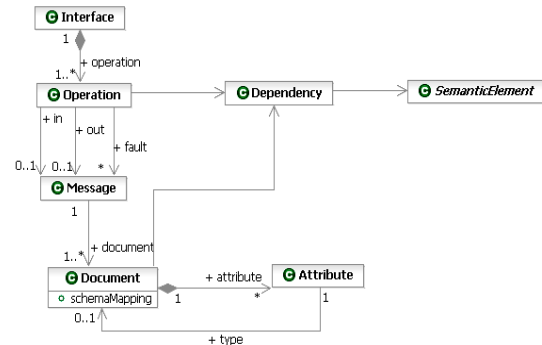 C Interface
1
+ operation
1..*
C Operation
C Dependency
C SemanticElement
+ in
+ out
+ fault
0..1
0..1
*
C Message
1
+ document
1..*
C Document
schemaMapping
1
+ attribute
*
C Attribute
1
0..1
+ type